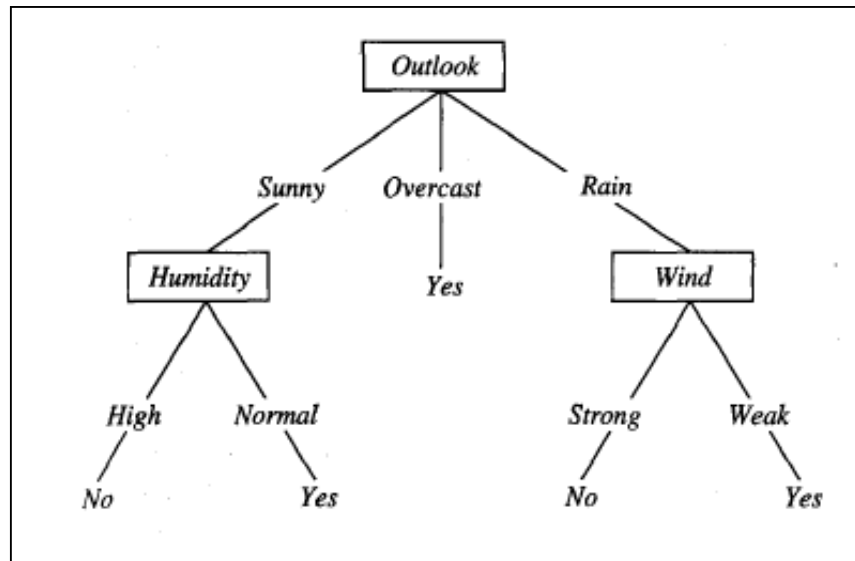 Outlook
Sunny Overcast Rain
Humidity Yes Wind
High Normal Strong Weak
No Yes No Yes